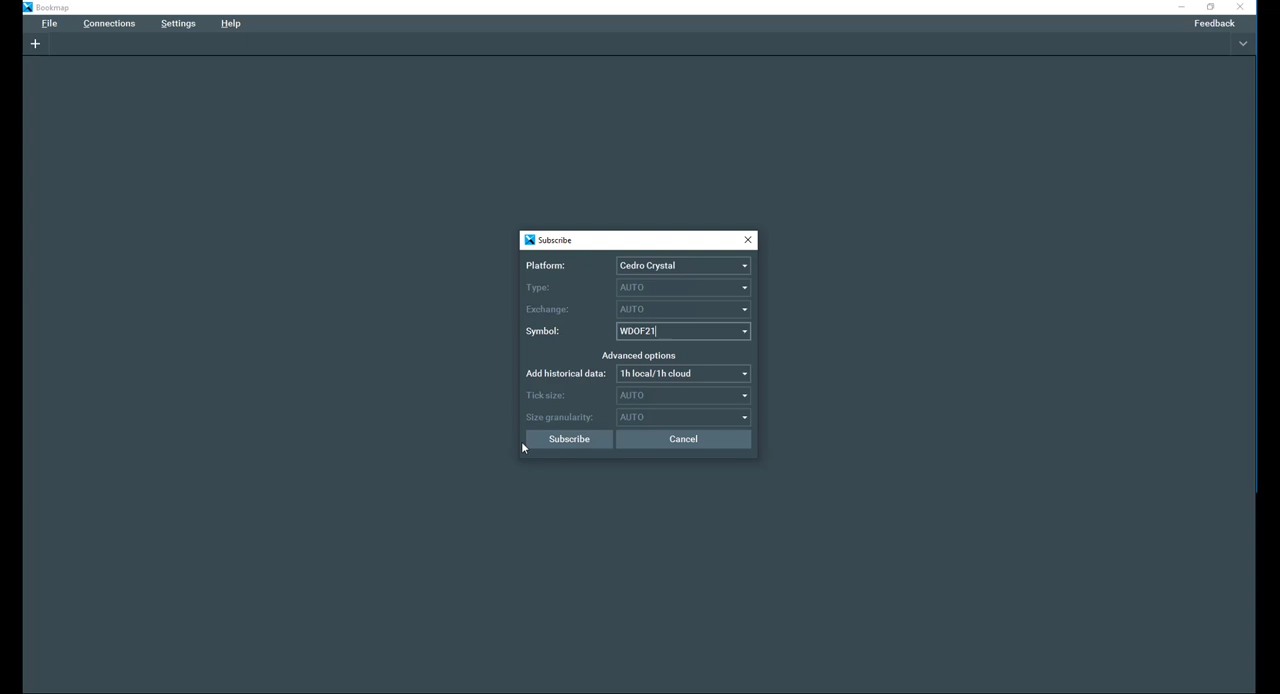 Bookmap
File Connections Settings Help Feedback
+
Subscribe
Platform: Cedro Crystal
Type: AUTO
Exchange: AUTO
Symbol: WDOF21
Advanced options
Add historical data: 1h local/1h cloud
Tick size: AUTO
Size granularity: AUTO
Subscribe Cancel